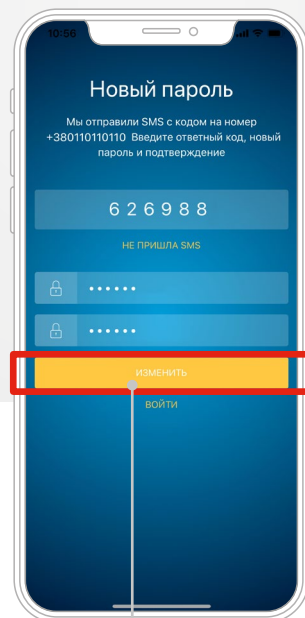 10:56
Новый пароль
Мы отправили SMS с кодом на номер
+380110110110 Введите ответный код, новый
пароль и подтверждение
626988
НЕ ПРИШЛА SMS
••••••
••••••
ИЗМЕНИТЬ
ВОЙТИ